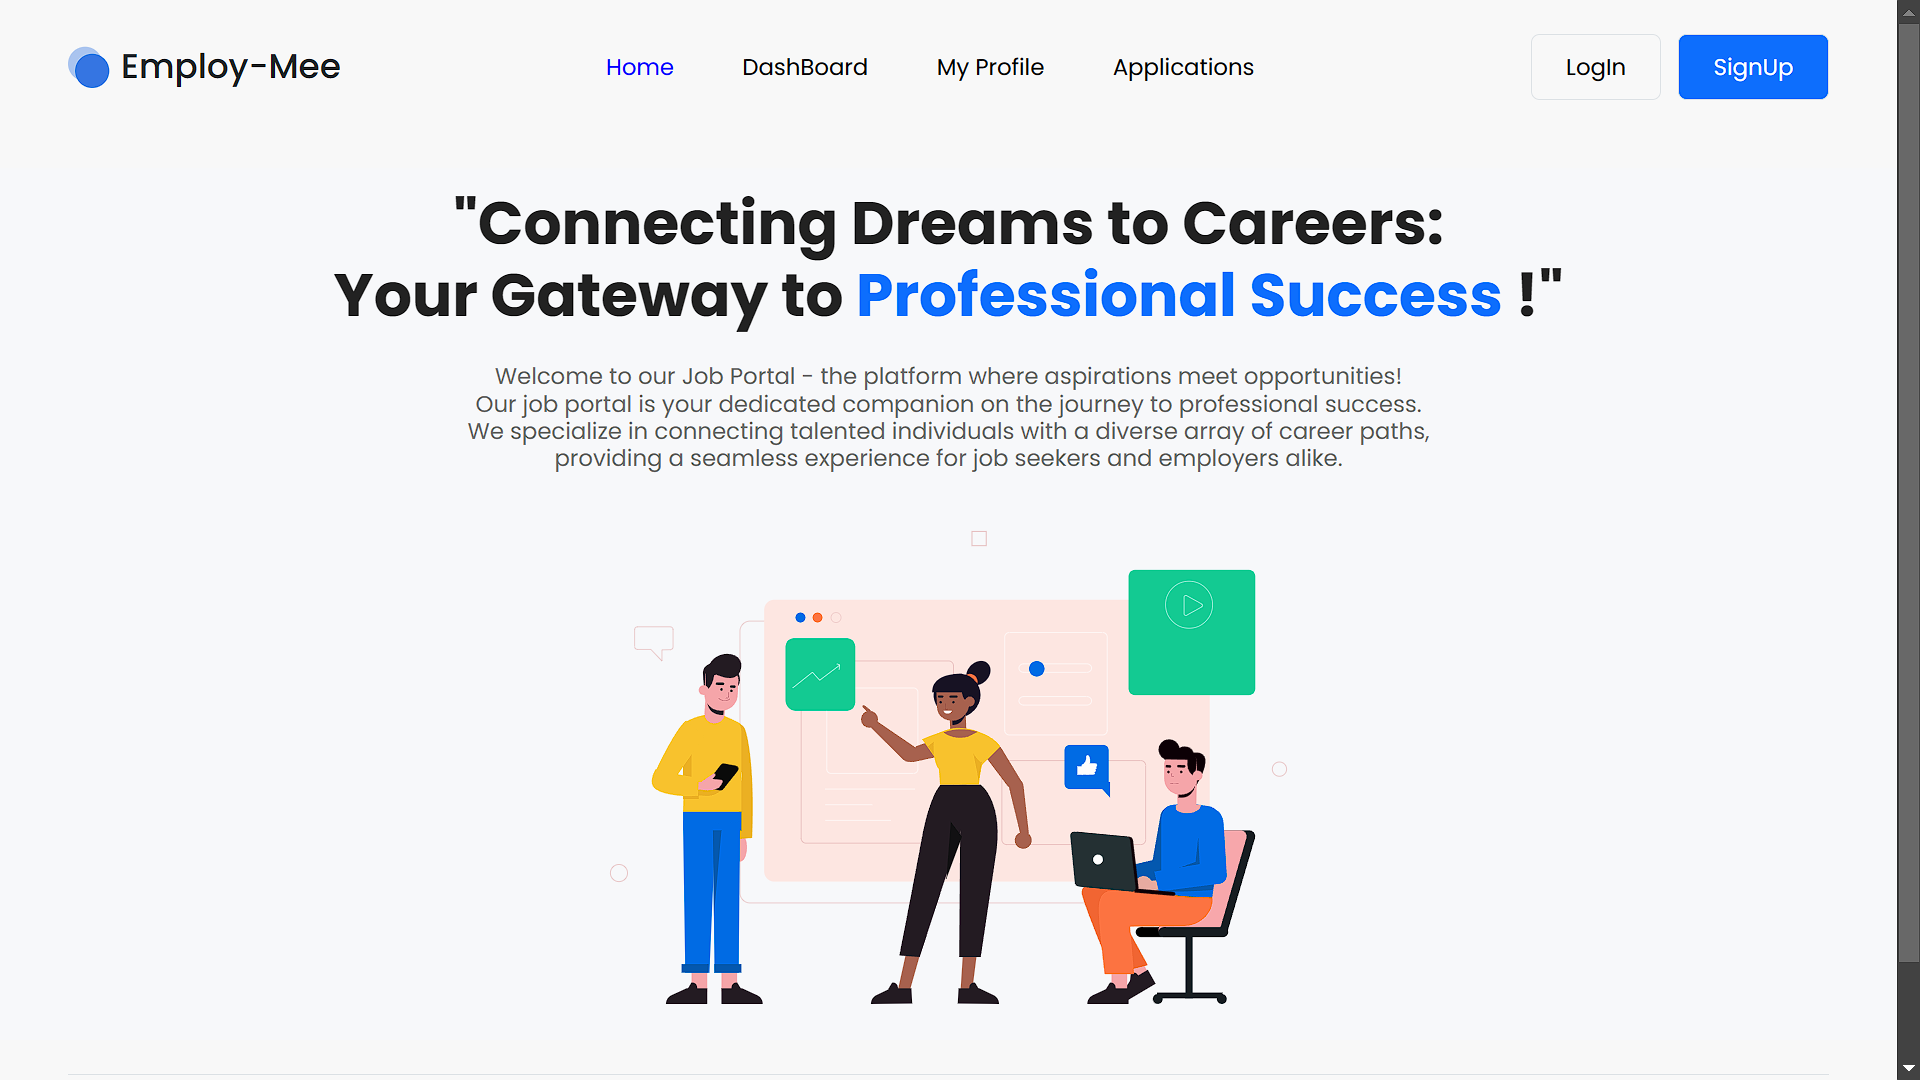 Employ-Mee
Home
DashBoard
My Profile
Applications
LogIn
SignUp
"Connecting Dreams to Careers:
Your Gateway to Professional Success !"
Welcome to our Job Portal - the platform where aspirations meet opportunities!
Our job portal is your dedicated companion on the journey to professional success.
We specialize in connecting talented individuals with a diverse array of career paths,
providing a seamless experience for job seekers and employers alike.